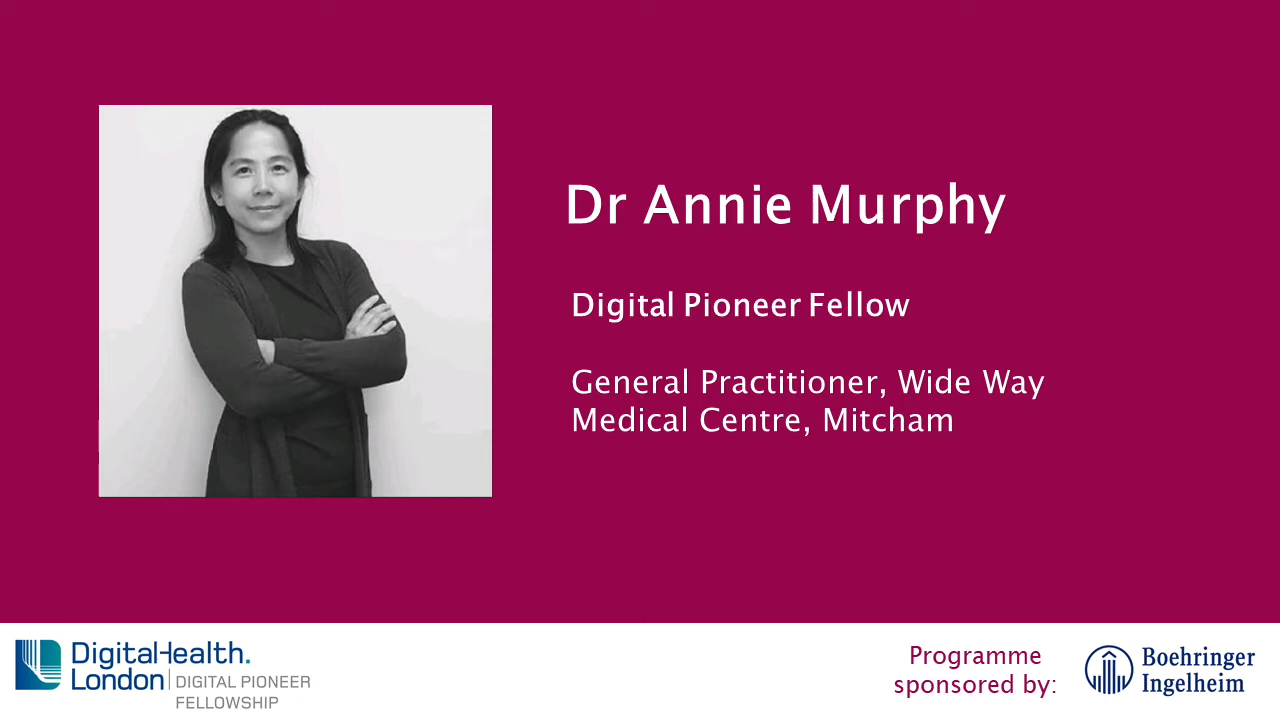 Dr Annie Murphy
Digital Pioneer Fellow
General Practitioner, Wide Way
Medical Centre, Mitcham
DigitalHealth.
London
DIGITAL PIONEER
FELLOWSHIP
Programme
sponsored by:
Boehringer
Ingelheim